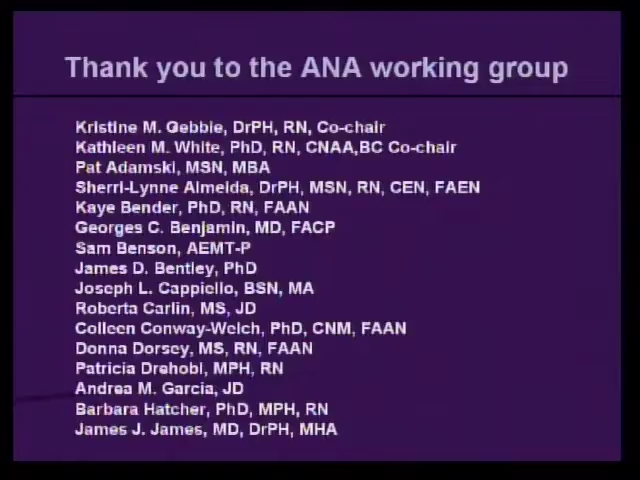 Thank you to the ANA working group
Kristine M. Gebbie, DrPH, RN, Co-chair
Kathleen M. White, PhD, RN, CNAA,BC Co-chair
Pat Adamski, MSN, MBA
Sherri-Lynne Almeida, DrPH, MSN, RN, CEN, FAEN
Kaye Bender, PhD, RN, FAAN
Georges C. Benjamin, MD, FACP
Sam Benson, AEMT-P
James D. Bentley, PhD
Joseph L. Cappiello, BSN, MA
Roberta Carlin, MS, JD
Colleen Conway-Welch, PhD, CNM, FAAN
Donna Dorsey, MS, RN, FAAN
Patricia Drehobl, MPH, RN
Andrea M. Garcia, JD
Barbara Hatcher, PhD, MPH, RN
James J. James, MD, DrPH, MHA